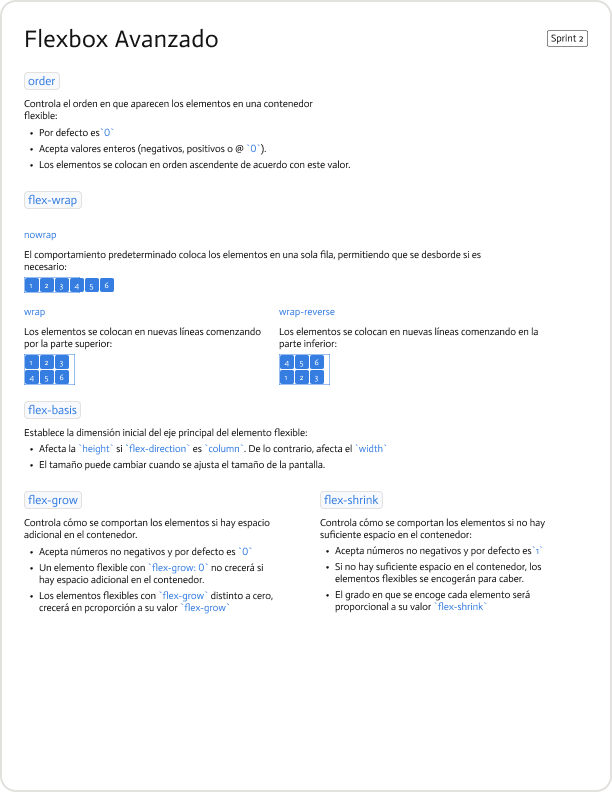 Flexbox Avanzado
Sprint 2
order
Controla el orden en que aparecen los elementos en una contenedor
flexible:
• Por defecto es`0`
• Acepta valores enteros (negativos, positivos o @ `0`).
• Los elementos se colocan en orden ascendente de acuerdo con este valor.
flex-wrap
nowrap
El comportamiento predeterminado coloca los elementos en una sola fila, permitiendo que se desborde si es
necesario:
1 2 3 4 5 6
wrap
Los elementos se colocan en nuevas líneas comenzando
por la parte superior:
1 2 3
4 5 6
wrap-reverse
Los elementos se colocan en nuevas líneas comenzando en la
parte inferior:
4 5 6
1 2 3
flex-basis
Establece la dimensión inicial del eje principal del elemento flexible:
• Afecta la `height` si `flex-direction` es `column`. De lo contrario, afecta el `width`
• El tamaño puede cambiar cuando se ajusta el tamaño de la pantalla.
flex-grow
Controla cómo se comportan los elementos si hay espacio
adicional en el contenedor.
• Acepta números no negativos y por defecto es `0`
• Un elemento flexible con `flex-grow: 0` no crecerá si
hay espacio adicional en el contenedor.
• Los elementos flexibles con `flex-grow` distinto a cero,
crecerá en pcroporción a su valor `flex-grow`
flex-shrink
Controla cómo se comportan los elementos si no hay
suficiente espacio en el contenedor:
• Acepta números no negativos y por defecto es`1`
• Si no hay suficiente espacio en el contenedor, los
elementos flexibles se encogerán para caber.
• El grado en que se encoge cada elemento será
proporcional a su valor `flex-shrink`